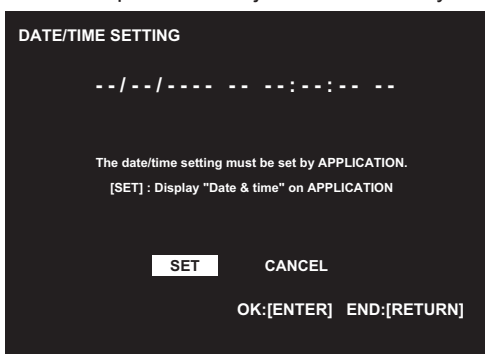 DATE/TIME SETTING
--/--/---- -- --:--:-- --
The date/time setting must be set by APPLICATION.
[SET] : Display "Date & time" on APPLICATION
SET CANCEL
OK:[ENTER] END:[RETURN]